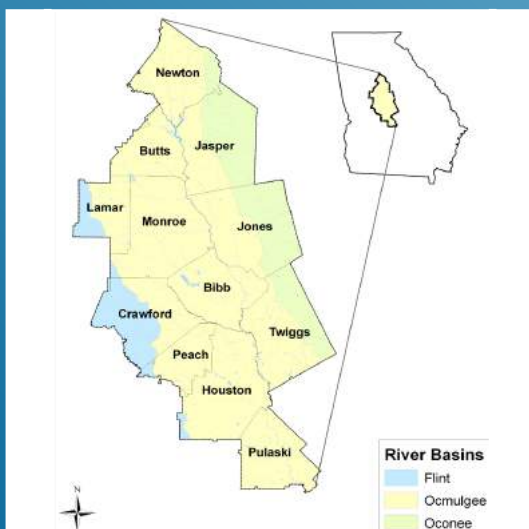 Newton
Butts
Jasper
Lamar
Monroe
Jones
Bibb
Crawford
Twiggs
Peach
Houston
Pulaski
N
River Basins
Flint
Ocmulgee
Oconee